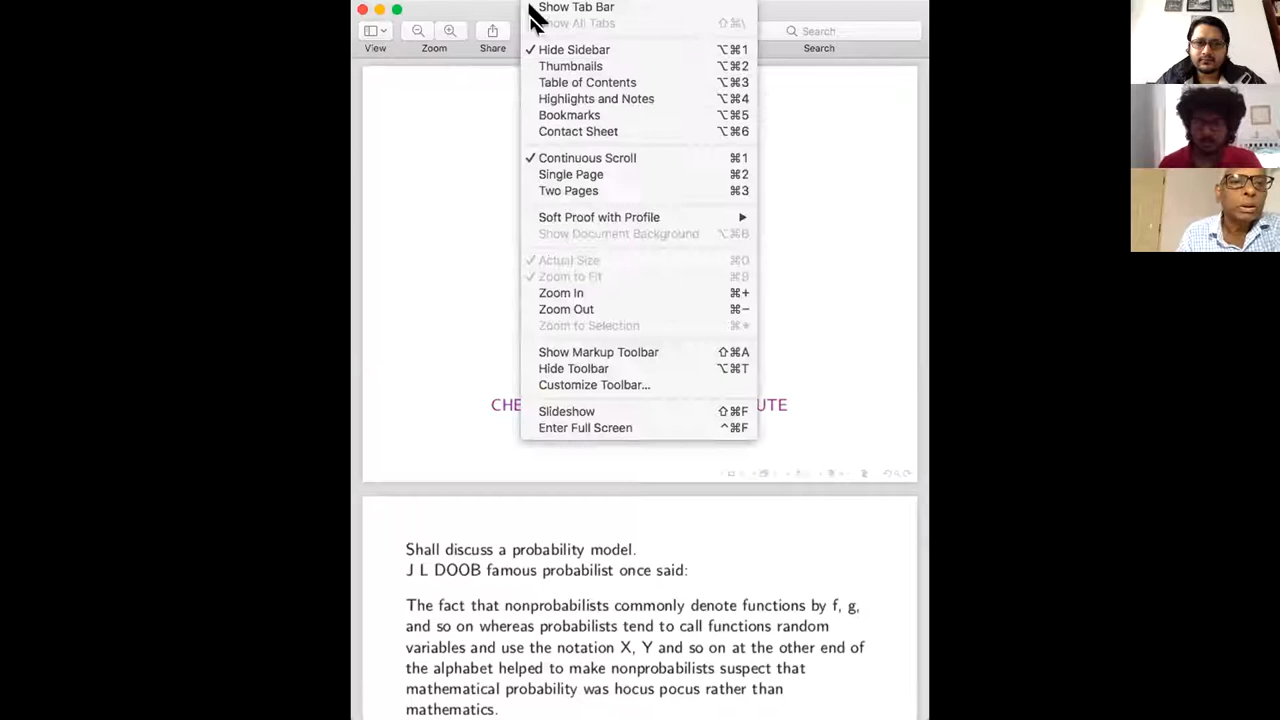 Show Tab Bar
Show All Tabs ⇧⌘\
View
Zoom
Share
Search
Search
✓ Hide Sidebar ⌥⌘1
Thumbnails ⌥⌘2
Table of Contents ⌥⌘3
Highlights and Notes ⌥⌘4
Bookmarks ⌥⌘5
Contact Sheet ⌥⌘6
✓ Continuous Scroll ⌘1
Single Page ⌘2
Two Pages ⌘3
Soft Proof with Profile ▶
Show Document Background ⌥⌘B
✓ Actual Size ⌘0
✓ Zoom to Fit ⌘9
Zoom In ⌘+
Zoom Out ⌘−
Zoom to Selection ⌘*
Show Markup Toolbar ⇧⌘A
Hide Toolbar ⌥⌘T
Customize Toolbar...
CHE UTE
Slideshow ⇧⌘F
Enter Full Screen ^⌘F
Shall discuss a probability model.
J L DOOB famous probabilist once said:
The fact that nonprobabilists commonly denote functions by f, g,
and so on whereas probabilists tend to call functions random
variables and use the notation X, Y and so on at the other end of
the alphabet helped to make nonprobabilists suspect that
mathematical probability was hocus pocus rather than
mathematics.